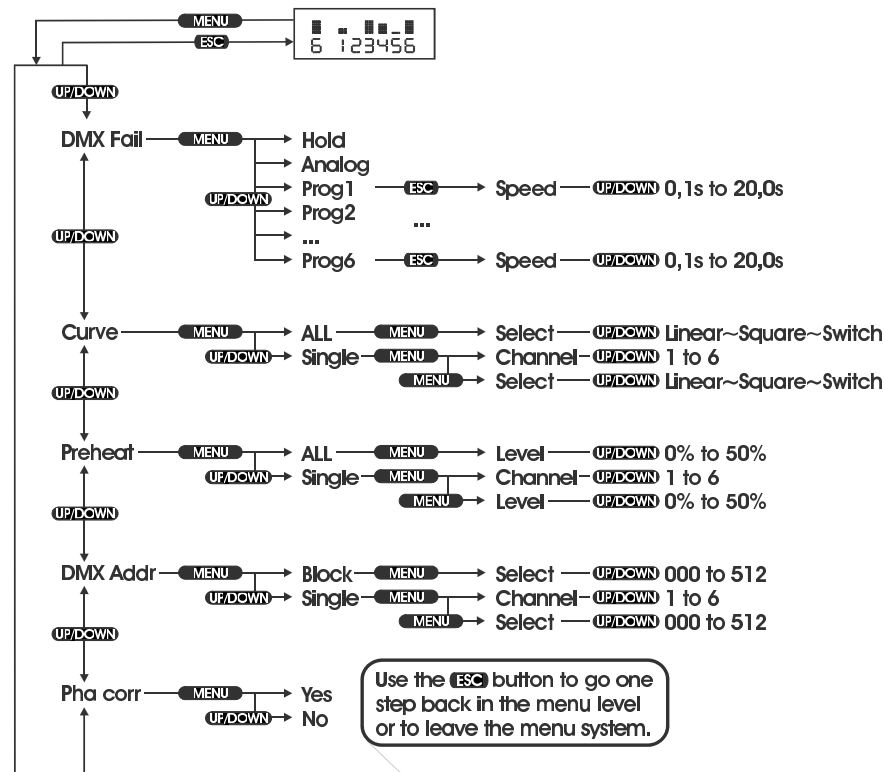 MENU
ESC
6 123456
UP/DOWN
DMX Fail MENU Hold
Analog
UP/DOWN Prog1 ESC Speed UP/DOWN 0,1s to 20,0s
Prog2 ...
UP/DOWN ...
Prog6 ESC Speed UP/DOWN 0,1s to 20,0s
Curve MENU ALL MENU Select UP/DOWN Linear~Square~Switch
UP/DOWN Single MENU Channel UP/DOWN 1 to 6
UP/DOWN MENU Select UP/DOWN Linear~Square~Switch
Preheat MENU ALL MENU Level UP/DOWN 0% to 50%
UP/DOWN Single MENU Channel UP/DOWN 1 to 6
UP/DOWN MENU Level UP/DOWN 0% to 50%
DMX Addr MENU Block MENU Select UP/DOWN 000 to 512
UP/DOWN Single MENU Channel UP/DOWN 1 to 6
UP/DOWN MENU Select UP/DOWN 000 to 512
Pha corr MENU Yes
UP/DOWN No
Use the ESC button to go one
step back in the menu level
or to leave the menu system.